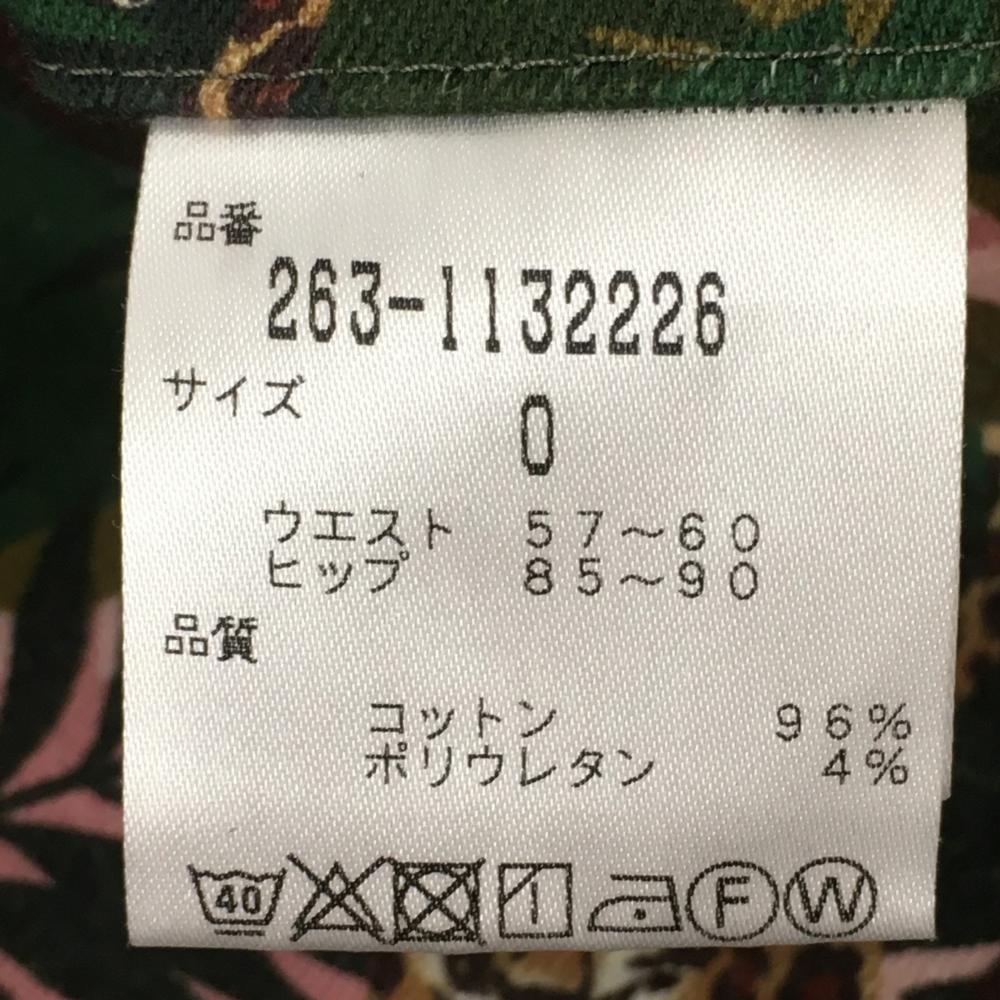 品番
263-1132226
サイズ
0
ウエスト 57〜60
ヒップ 85〜90
品質
コットン 96%
ポリウレタン 4%
40 F W